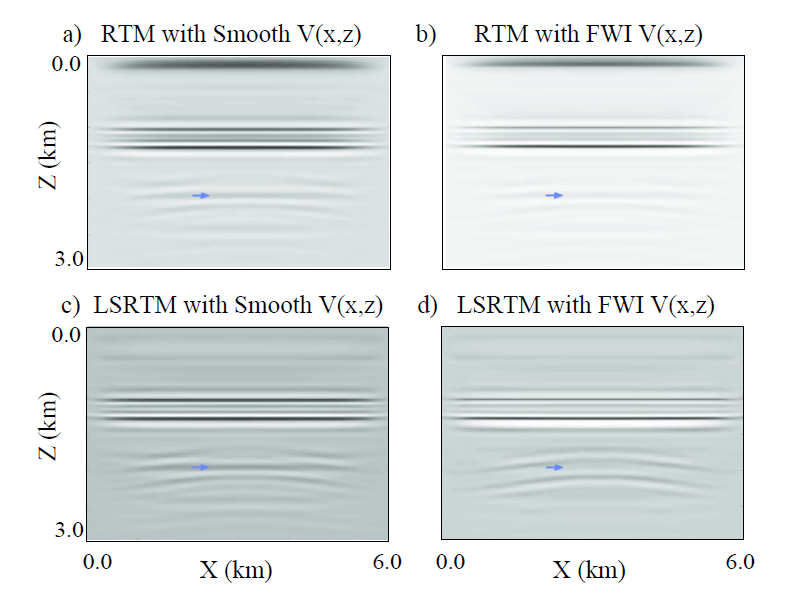 a) RTM with Smooth V(x,z)
b) RTM with FWI V(x,z)
0.0
Z (km)
3.0
c) LSRTM with Smooth V(x,z)
d) LSRTM with FWI V(x,z)
0.0
Z (km)
3.0
0.0 X (km) 6.0
0.0 X (km) 6.0